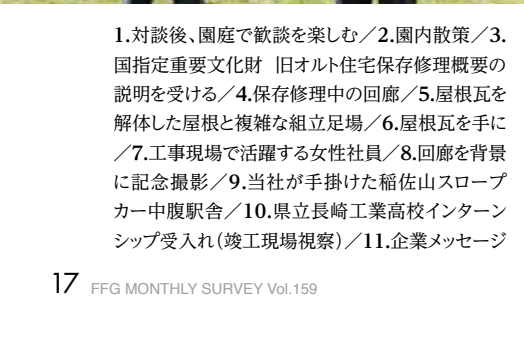 1.対談後、園庭で歓談を楽しむ／2.園内散策／3.
国指定重要文化財 旧オルト住宅保存修理概要の
説明を受ける／4.保存修理中の回廊／5.屋根瓦を
解体した屋根と複雑な組立足場／6.屋根瓦を手に
／7.工事現場で活躍する女性社員／8.回廊を背景
に記念撮影／9.当社が手掛けた稲佐山スロープ
カー中腹駅舎／10.県立長崎工業高校インターン
シップ受入れ（竣工現場視察）／11.企業メッセージ
17 FFG MONTHLY SURVEY Vol.159